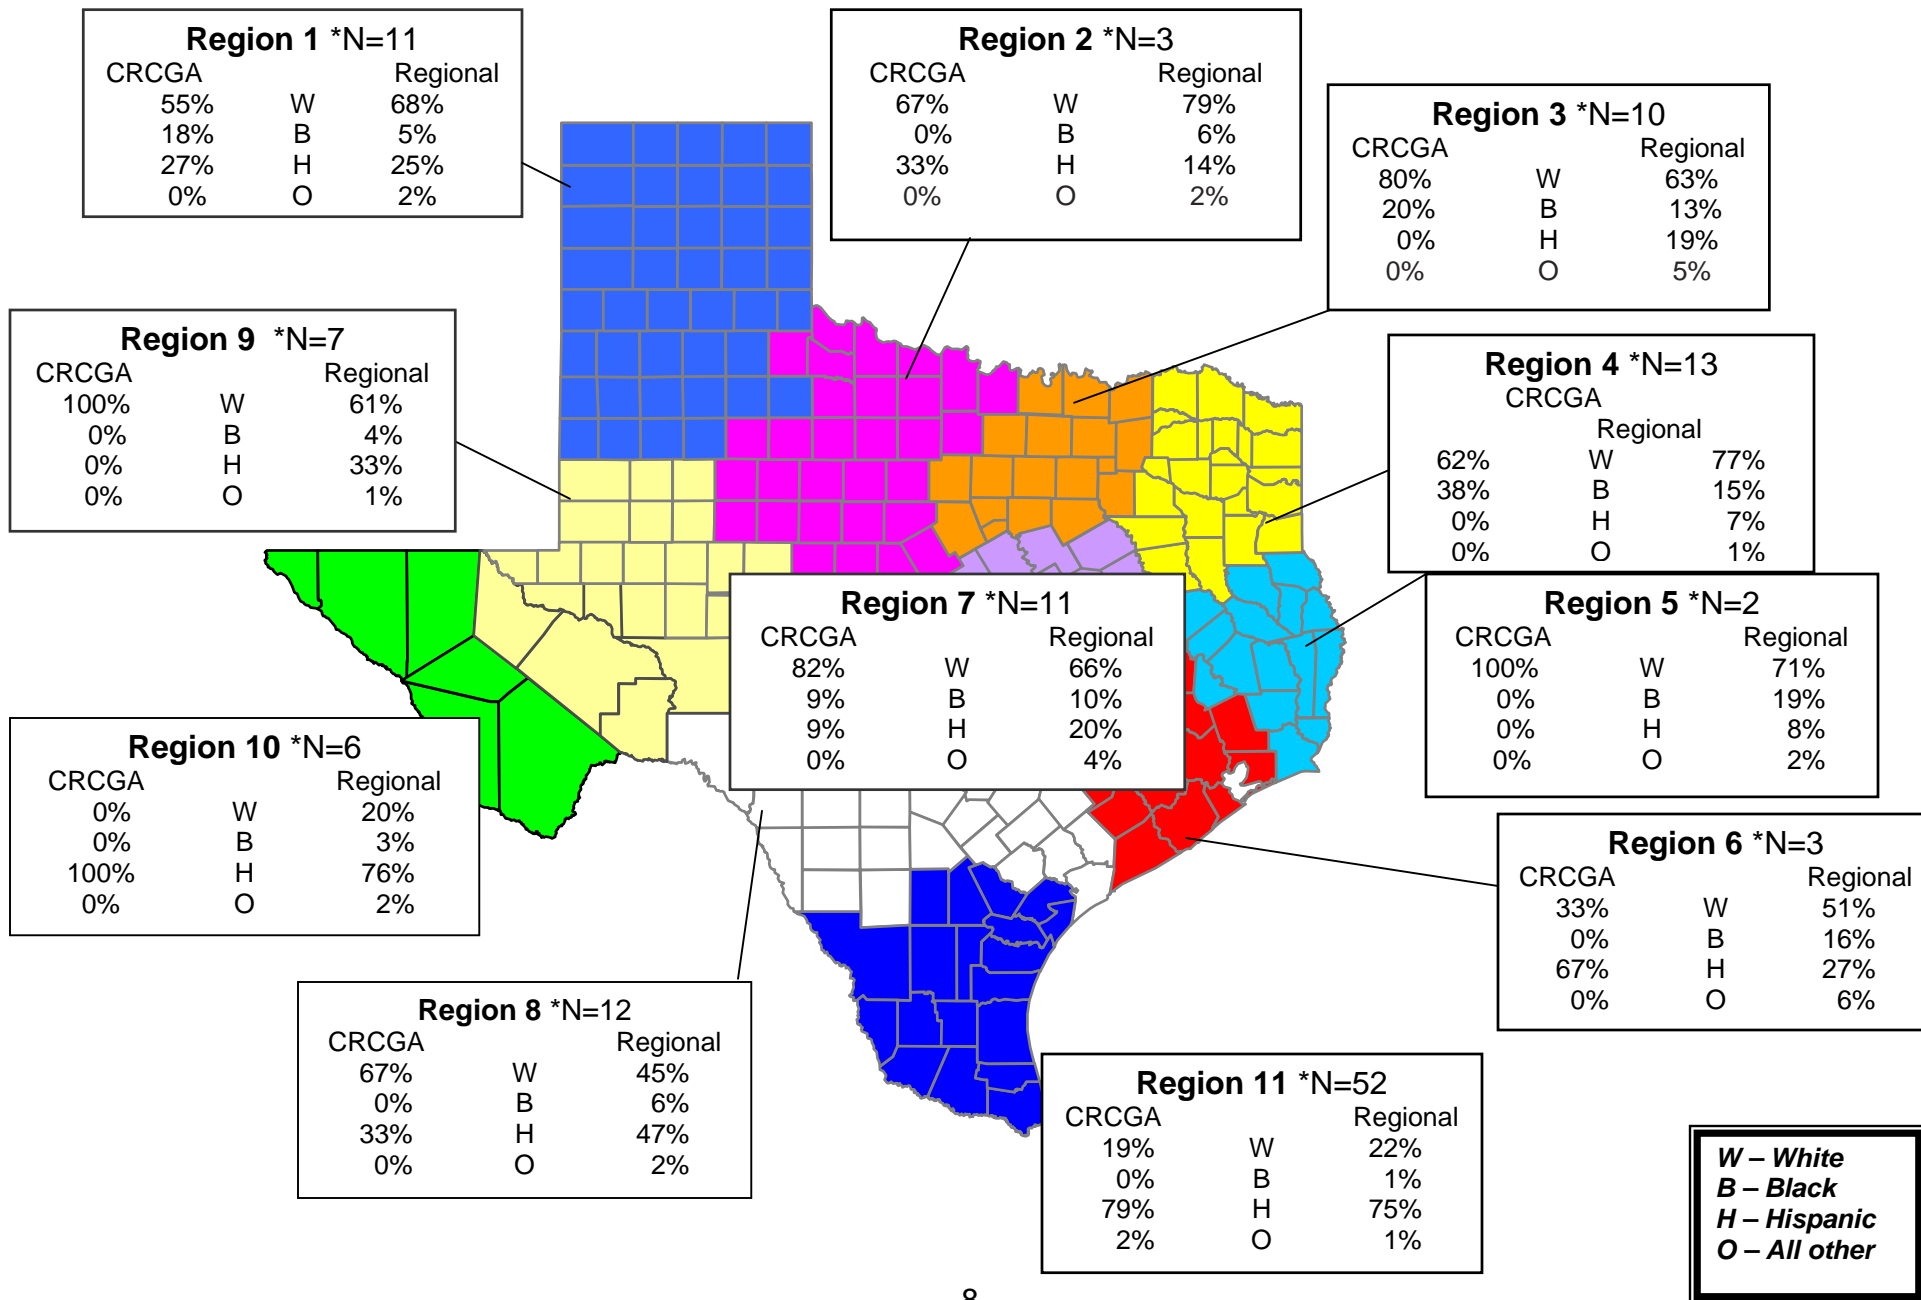 Region 1 *N=11
CRCGA Regional
55% W 68%
18% B 5%
27% H 25%
0% O 2%
Region 2 *N=3
CRCGA Regional
67% W 79%
0% B 6%
33% H 14%
0% O 2%
Region 3 *N=10
CRCGA Regional
80% W 63%
20% B 13%
0% H 19%
0% O 5%
Region 9 *N=7
CRCGA Regional
100% W 61%
0% B 4%
0% H 33%
0% O 1%
Region 4 *N=13
CRCGA
Regional
62% W 77%
38% B 15%
0% H 7%
0% O 1%
Region 7 *N=11
CRCGA Regional
82% W 66%
9% B 10%
9% H 20%
0% O 4%
Region 5 *N=2
CRCGA Regional
100% W 71%
0% B 19%
0% H 8%
0% O 2%
Region 10 *N=6
CRCGA Regional
0% W 20%
0% B 3%
100% H 76%
0% O 2%
Region 6 *N=3
CRCGA Regional
33% W 51%
0% B 16%
67% H 27%
0% O 6%
Region 8 *N=12
CRCGA Regional
67% W 45%
0% B 6%
33% H 47%
0% O 2%
Region 11 *N=52
CRCGA Regional
19% W 22%
0% B 1%
79% H 75%
2% O 1%
W – White
B – Black
H – Hispanic
O – All other
8